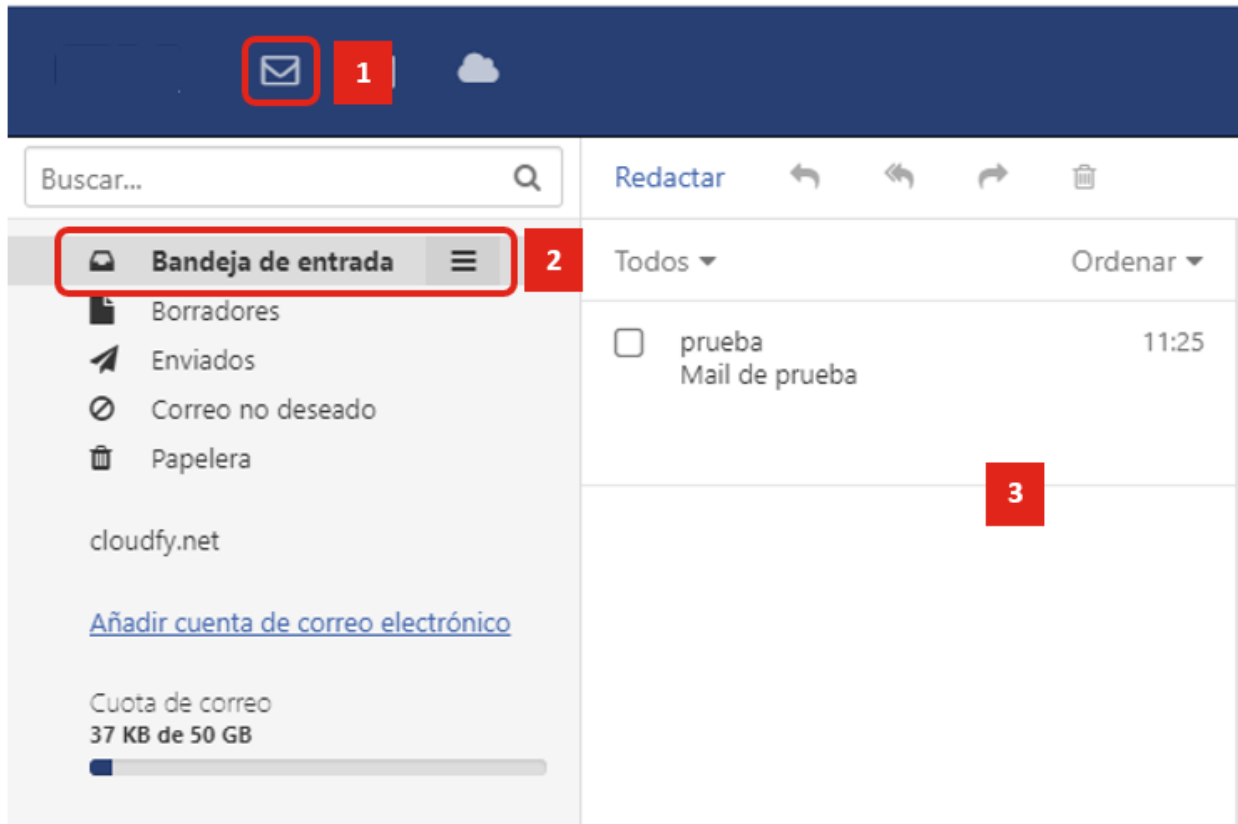 1
Buscar...
Redactar
Bandeja de entrada
2
Todos
Ordenar
Borradores
Enviados
Correo no deseado
Papelera
prueba
11:25
Mail de prueba
3
cloudfy.net
Añadir cuenta de correo electrónico
Cuota de correo
37 KB de 50 GB